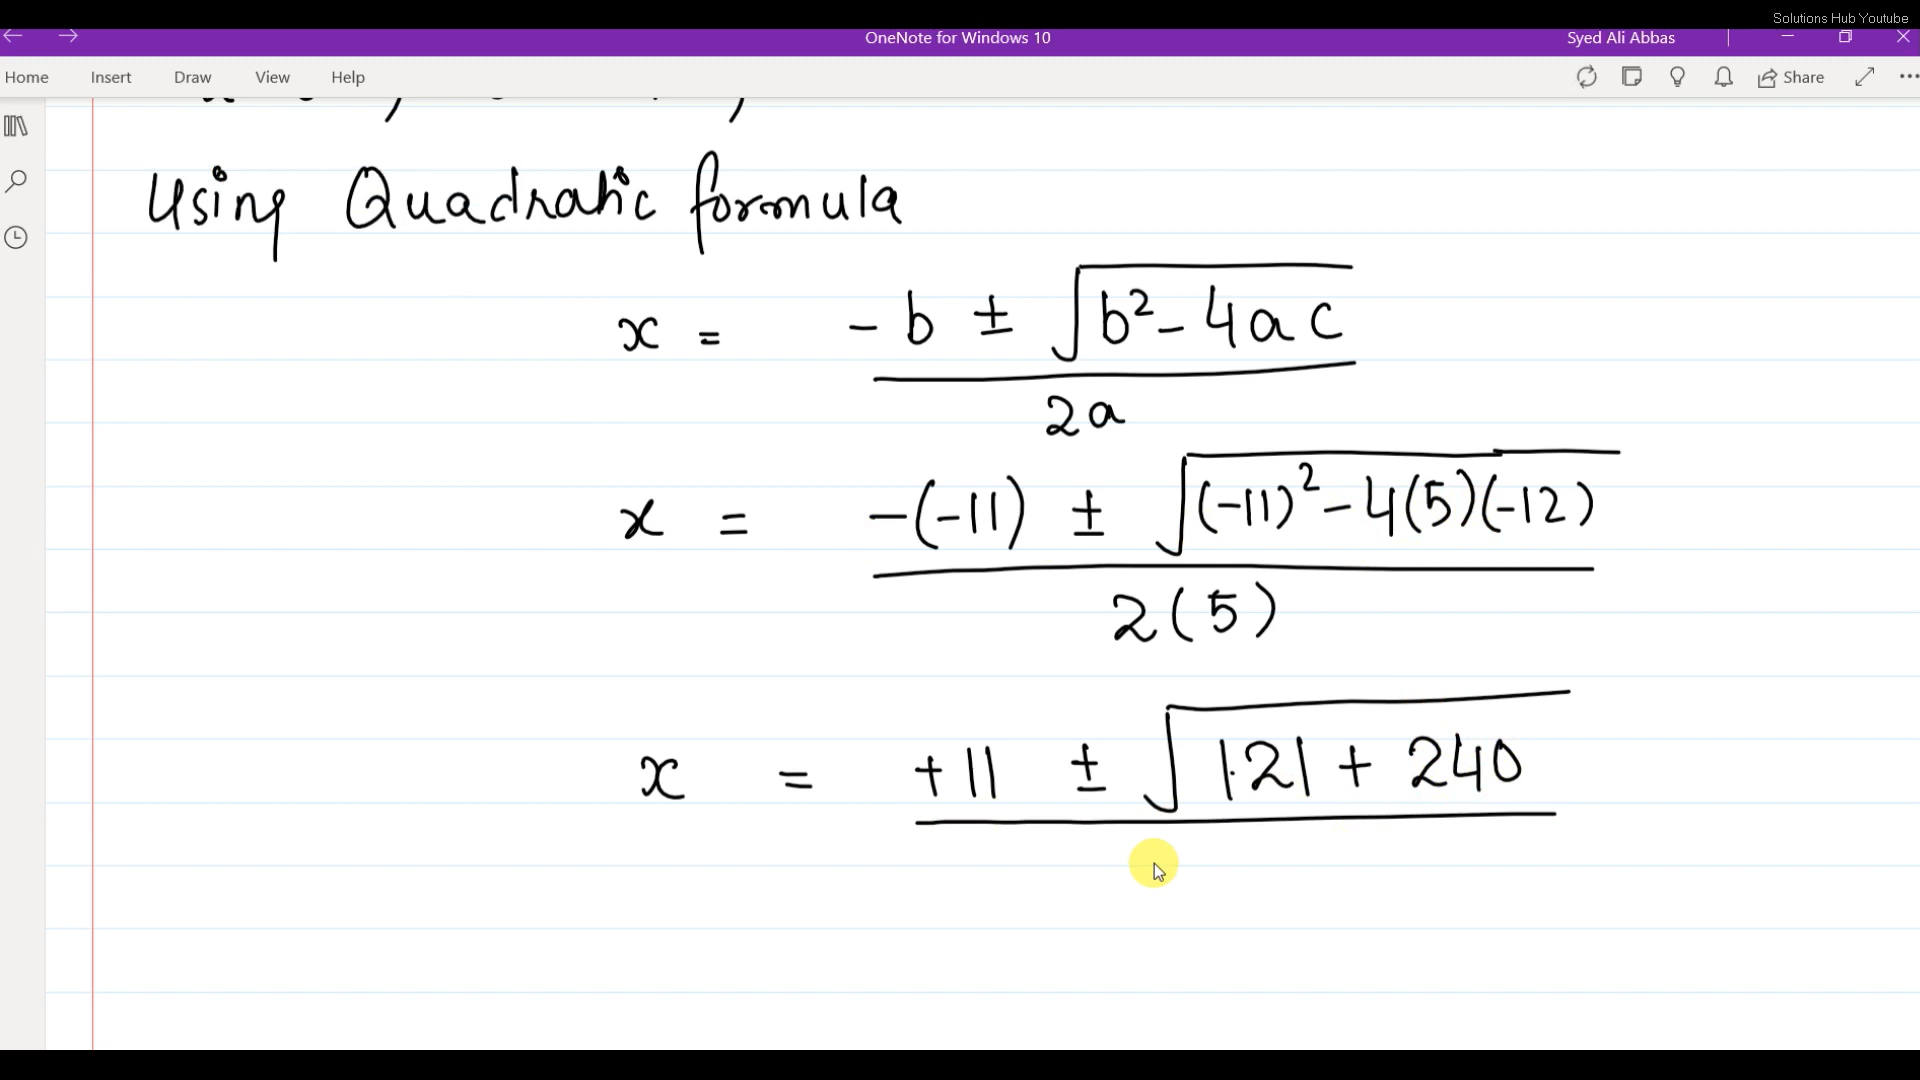 Solutions Hub Youtube
OneNote for Windows 10 Syed Ali Abbas
Home Insert Draw View Help Share
Using Quadratic formula
x = -b ± √(b² - 4ac) / 2a
x = -(-11) ± √((-11)² - 4(5)(-12)) / 2(5)
x = +11 ± √(121 + 240)